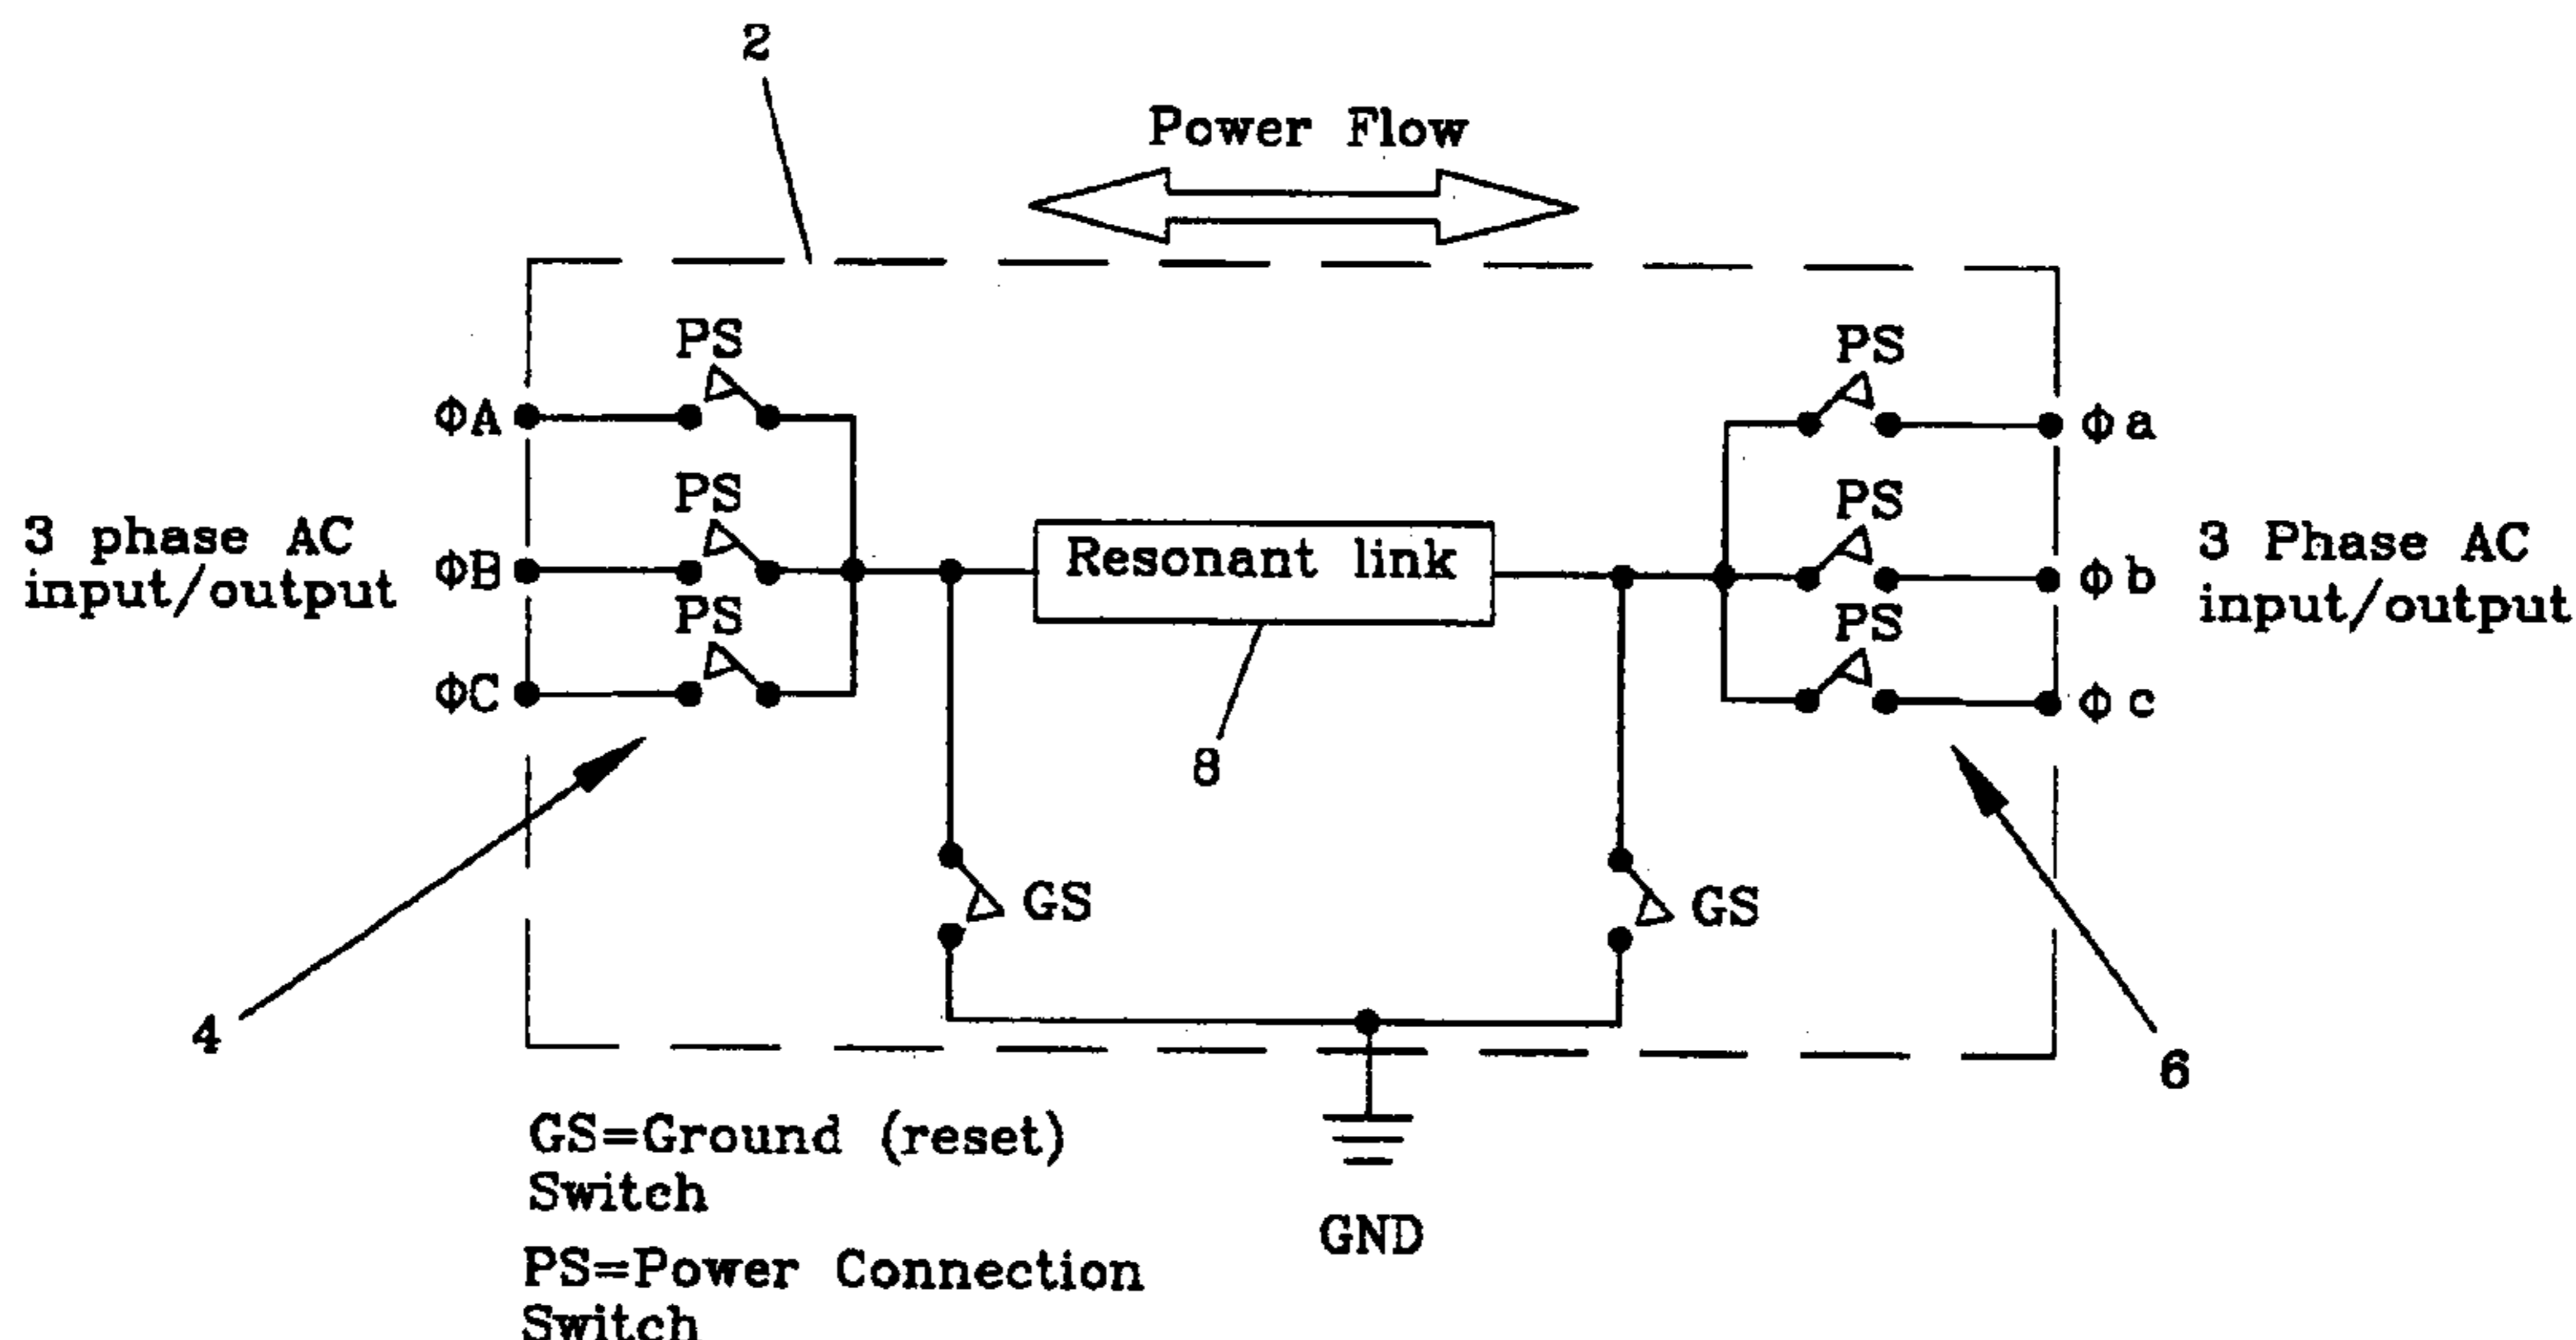 2
Power Flow
PS
PS
ΦA
Φa
PS
PS
3 phase AC
input/output
ΦB
Resonant link
Φb
3 Phase AC
input/output
PS
PS
ΦC
Φc
8
GS
GS
4
6
GS=Ground (reset)
Switch
GND
PS=Power Connection
Switch